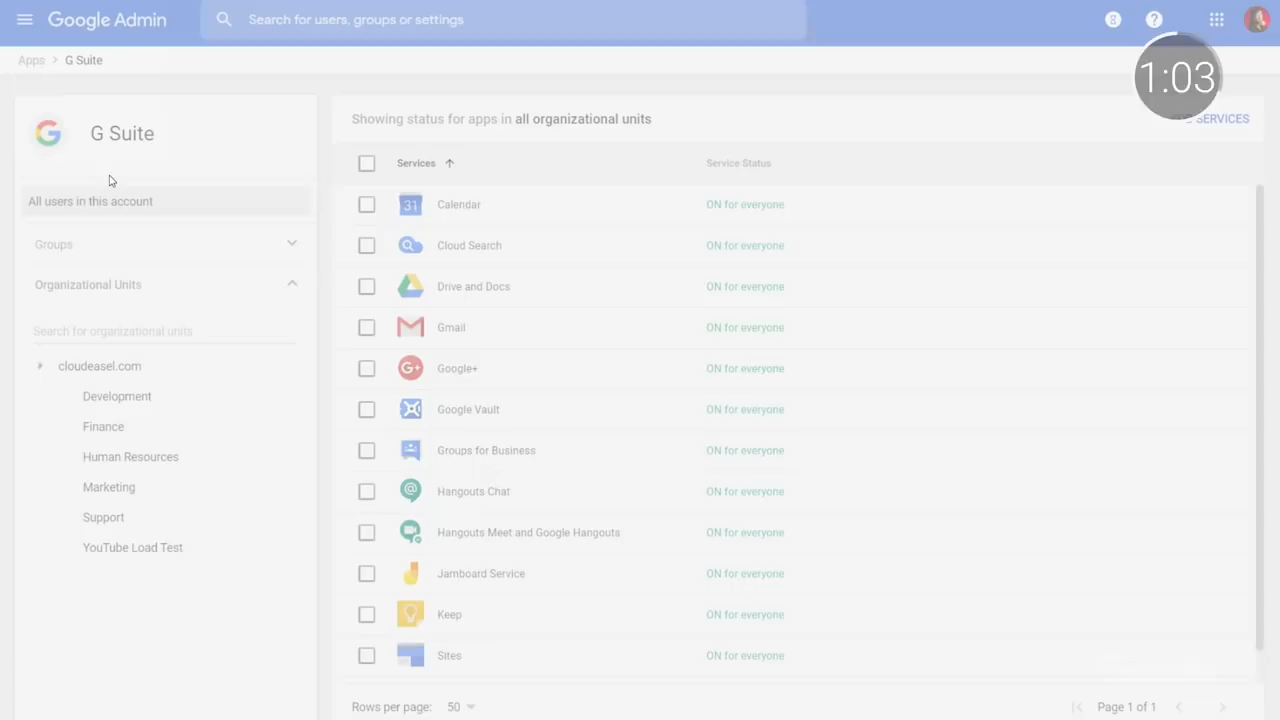 Google Admin
Search for users, groups or settings
8
?
Apps > G Suite
1:03
G Suite
Showing status for apps in all organizational units
SERVICES
Services
Service Status
All users in this account
Groups
Organizational Units
Search for organizational units
cloudeasel.com
Development
Finance
Human Resources
Marketing
Support
YouTube Load Test
31
Calendar
ON for everyone
Cloud Search
ON for everyone
Drive and Docs
ON for everyone
Gmail
ON for everyone
G+
Google+
ON for everyone
Google Vault
ON for everyone
Groups for Business
ON for everyone
@
Hangouts Chat
ON for everyone
Hangouts Meet and Google Hangouts
ON for everyone
Jamboard Service
ON for everyone
Keep
ON for everyone
Sites
ON for everyone
Rows per page: 50
Page 1 of 1